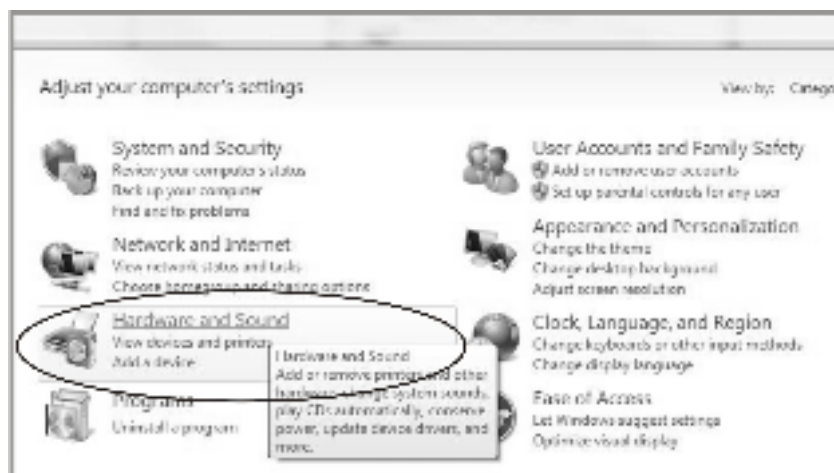 Adjust your computer's settings
View by: Catego
System and Security
Review your computer's status
Back up your computer
Find and fix problems
Network and Internet
View network status and tasks
Choose homegroup and sharing options
Hardware and Sound
View devices and printers
Add a device
Programs
Uninstall a program
Hardware and Sound
Add or remove printers and other
hardware, change system sounds,
play CDs automatically, conserve
power, update device drivers, and
more.
User Accounts and Family Safety
Add or remove user accounts
Set up parental controls for any user
Appearance and Personalization
Change the theme
Change desktop background
Adjust screen resolution
Clock, Language, and Region
Change keyboards or other input methods
Change display language
Ease of Access
Let Windows suggest settings
Optimize visual display